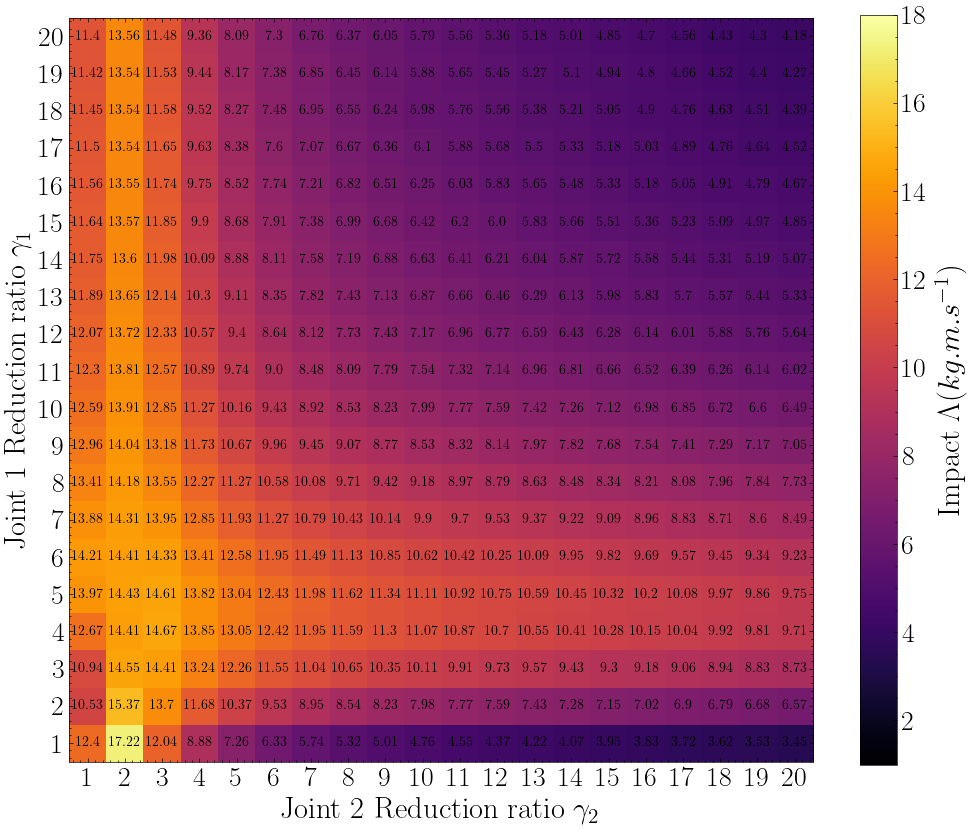 20 11.4 13.56 11.48 9.36 8.09 7.3 6.76 6.37 6.05 5.79 5.56 5.36 5.18 5.01 4.85 4.7 4.56 4.43 4.3 4.18
19 11.42 13.54 11.53 9.44 8.17 7.38 6.85 6.45 6.14 5.88 5.65 5.45 5.27 5.1 4.94 4.8 4.66 4.52 4.4 4.27
18 11.45 13.54 11.58 9.52 8.27 7.48 6.95 6.55 6.24 5.98 5.76 5.56 5.38 5.21 5.05 4.9 4.76 4.63 4.51 4.39
17 11.5 13.54 11.65 9.63 8.38 7.6 7.07 6.67 6.36 6.1 5.88 5.68 5.5 5.33 5.18 5.03 4.89 4.76 4.64 4.52
16 11.56 13.55 11.74 9.75 8.52 7.74 7.21 6.82 6.51 6.25 6.03 5.83 5.65 5.48 5.33 5.18 5.05 4.91 4.79 4.67
15 11.64 13.57 11.85 9.9 8.68 7.91 7.38 6.99 6.68 6.42 6.2 6.0 5.83 5.66 5.51 5.36 5.23 5.09 4.97 4.85
14 11.75 13.6 11.98 10.09 8.88 8.11 7.58 7.19 6.88 6.63 6.41 6.21 6.04 5.87 5.72 5.58 5.44 5.31 5.19 5.07
13 11.89 13.65 12.14 10.3 9.11 8.35 7.82 7.43 7.13 6.87 6.66 6.46 6.29 6.13 5.98 5.83 5.7 5.57 5.44 5.33
12 12.07 13.72 12.33 10.57 9.4 8.64 8.12 7.73 7.43 7.17 6.96 6.77 6.59 6.43 6.28 6.14 6.01 5.88 5.76 5.64
11 12.3 13.81 12.57 10.89 9.74 9.0 8.48 8.09 7.79 7.54 7.32 7.14 6.96 6.81 6.66 6.52 6.39 6.26 6.14 6.02
10 12.59 13.91 12.85 11.27 10.16 9.43 8.92 8.53 8.23 7.99 7.77 7.59 7.42 7.26 7.12 6.98 6.85 6.72 6.6 6.49
9 12.96 14.04 13.18 11.73 10.67 9.96 9.45 9.07 8.77 8.53 8.32 8.14 7.97 7.82 7.68 7.54 7.41 7.29 7.17 7.05
8 13.41 14.18 13.55 12.27 11.27 10.58 10.08 9.71 9.42 9.18 8.97 8.79 8.63 8.48 8.34 8.21 8.08 7.96 7.84 7.73
7 13.88 14.31 13.95 12.85 11.93 11.27 10.79 10.43 10.14 9.9 9.7 9.53 9.37 9.22 9.09 8.96 8.83 8.71 8.6 8.49
6 14.21 14.41 14.33 13.41 12.58 11.95 11.49 11.13 10.85 10.62 10.42 10.25 10.09 9.95 9.82 9.69 9.57 9.45 9.34 9.23
5 13.97 14.43 14.61 13.82 13.04 12.43 11.98 11.62 11.34 11.11 10.92 10.75 10.59 10.45 10.32 10.2 10.08 9.97 9.86 9.75
4 12.67 14.41 14.67 13.85 13.05 12.42 11.95 11.59 11.3 11.07 10.87 10.7 10.55 10.41 10.28 10.15 10.04 9.92 9.81 9.71
3 10.94 14.55 14.41 13.24 12.26 11.55 11.04 10.65 10.35 10.11 9.91 9.73 9.57 9.43 9.3 9.18 9.06 8.94 8.83 8.73
2 10.53 15.37 13.7 11.68 10.37 9.53 8.95 8.54 8.23 7.98 7.77 7.59 7.43 7.28 7.15 7.02 6.9 6.79 6.68 6.57
1 12.4 17.22 12.04 8.88 7.26 6.33 5.74 5.32 5.01 4.76 4.55 4.37 4.22 4.07 3.95 3.83 3.72 3.62 3.53 3.45
1 2 3 4 5 6 7 8 9 10 11 12 13 14 15 16 17 18 19 20
Joint 2 Reduction ratio γ₂
Joint 1 Reduction ratio γ₁
18
16
14
12
10
8
6
4
2
Impact Λ(kg.m.s⁻¹)